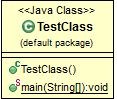 <<Java Class>>
TestClass
(default package)
TestClass()
main(String[]):void